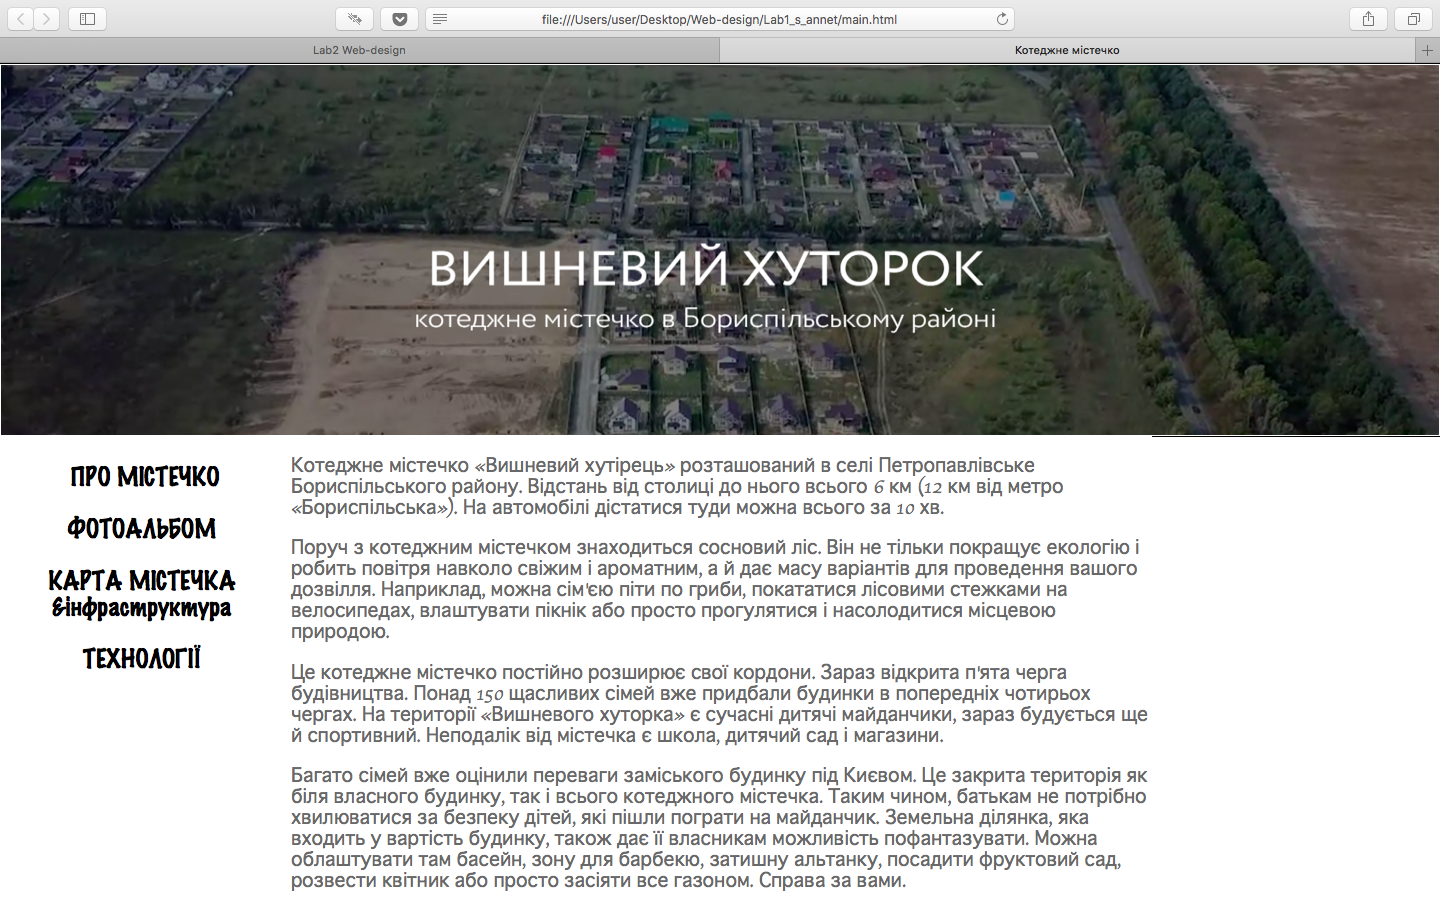 file:///Users/user/Desktop/Web-design/Lab1_s_annet/main.html
Lab2 Web-design
Котеджне містечко
ВИШНЕВИЙ ХУТОРОК
котеджне містечко в Бориспільському районі
ПРО МІСТЕЧКО
ФОТОАЛЬБОМ
КАРТА МІСТЕЧКА
&інфраструктура
ТЕХНОЛОГІЇ
Котеджне містечко «Вишневий хутірець» розташований в селі Петропавлівське
Бориспільського району. Відстань від столиці до нього всього 6 км (12 км від метро
«Бориспільська»). На автомобілі дістатися туди можна всього за 10 хв.
Поруч з котеджним містечком знаходиться сосновий ліс. Він не тільки покращує екологію і
робить повітря навколо свіжим і ароматним, а й дає масу варіантів для проведення вашого
дозвілля. Наприклад, можна сім'єю піти по гриби, покататися лісовими стежками на
велосипедах, влаштувати пікнік або просто прогулятися і насолодитися місцевою
природою.
Це котеджне містечко постійно розширює свої кордони. Зараз відкрита п'ята черга
будівництва. Понад 150 щасливих сімей вже придбали будинки в попередніх чотирьох
чергах. На території «Вишневого хуторка» є сучасні дитячі майданчики, зараз будується ще
й спортивний. Неподалік від містечка є школа, дитячий сад і магазини.
Багато сімей вже оцінили переваги заміського будинку під Києвом. Це закрита територія як
біля власного будинку, так і всього котеджного містечка. Таким чином, батькам не потрібно
хвилюватися за безпеку дітей, які пішли пограти на майданчик. Земельна ділянка, яка
входить у вартість будинку, також дає її власникам можливість пофантазувати. Можна
облаштувати там басейн, зону для барбекю, затишну альтанку, посадити фруктовий сад,
розвести квітник або просто засіяти все газоном. Справа за вами.